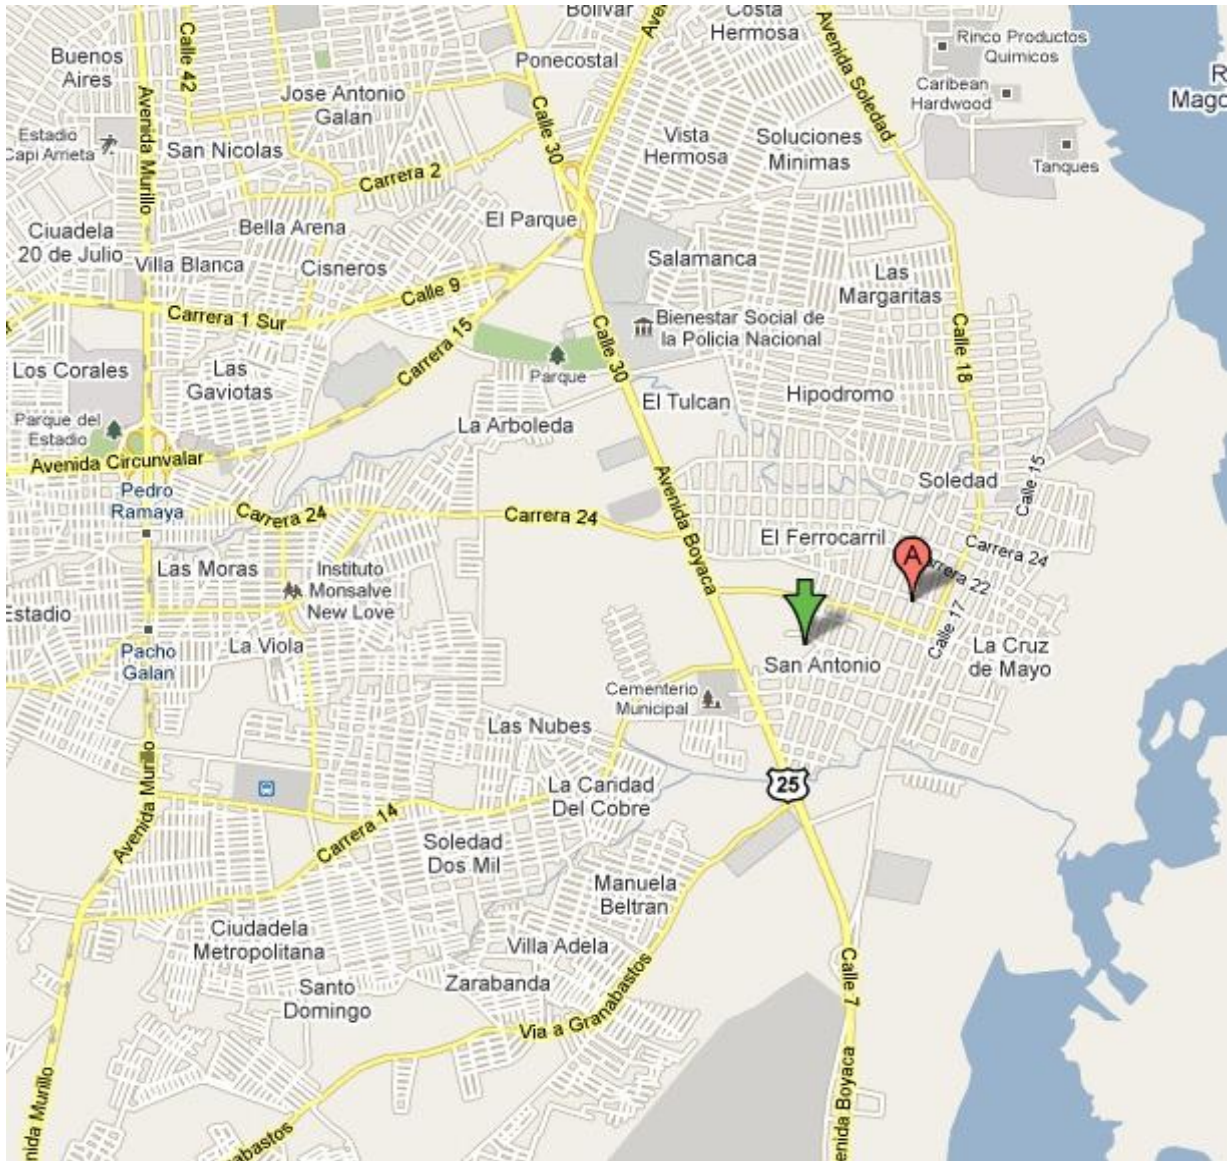 Bolivar
Costa
Hermosa
Ave
Avenida Soledad
Calle 42
Buenos
Aires
Ponecostal
Rinco Productos
Quimicos
Caribean
Hardwood
R
Mago
Jose Antonio
Galan
Avenida Murillo
Calle 30
Vista
Hermosa
Soluciones
Minimas
Estadio
Capi Arrieta
San Nicolas
Tanques
Carrera 2
Ciuadela
20 de Julio
Bella Arena
El Parque
Villa Blanca
Cisneros
Salamanca
Las
Margaritas
Calle 9
Carrera 1 Sur
Carrera 15
Calle 30
Bienestar Social de
la Policia Nacional
Calle 18
Los Corales
Las
Gaviotas
Parque
Hipodromo
El Tulcan
Parque del
Estadio
La Arboleda
Avenida Circunvalar
Avenida Boyaca
Soledad
Calle 15
Pedro
Ramaya
Carrera 24
Carrera 24
El Ferrocarril
Carrera 24
A
Carrera 22
Las Moras
Instituto
Monsalve
New Love
Estadio
Calle 17
La Viola
Pacho
Galan
San Antonio
La Cruz
de Mayo
Cementerio
Municipal
Las Nubes
La Caridad
Del Cobre
25
Avenida Muri
Carrera 14
Soledad
Dos Mil
Manuela
Beltran
Ciudadela
Metropolitana
Villa Adela
Zarabanda
Santo
Domingo
Via a Granabastos
Calle 7
Avenida Murillo
abastos
enida Boyaca